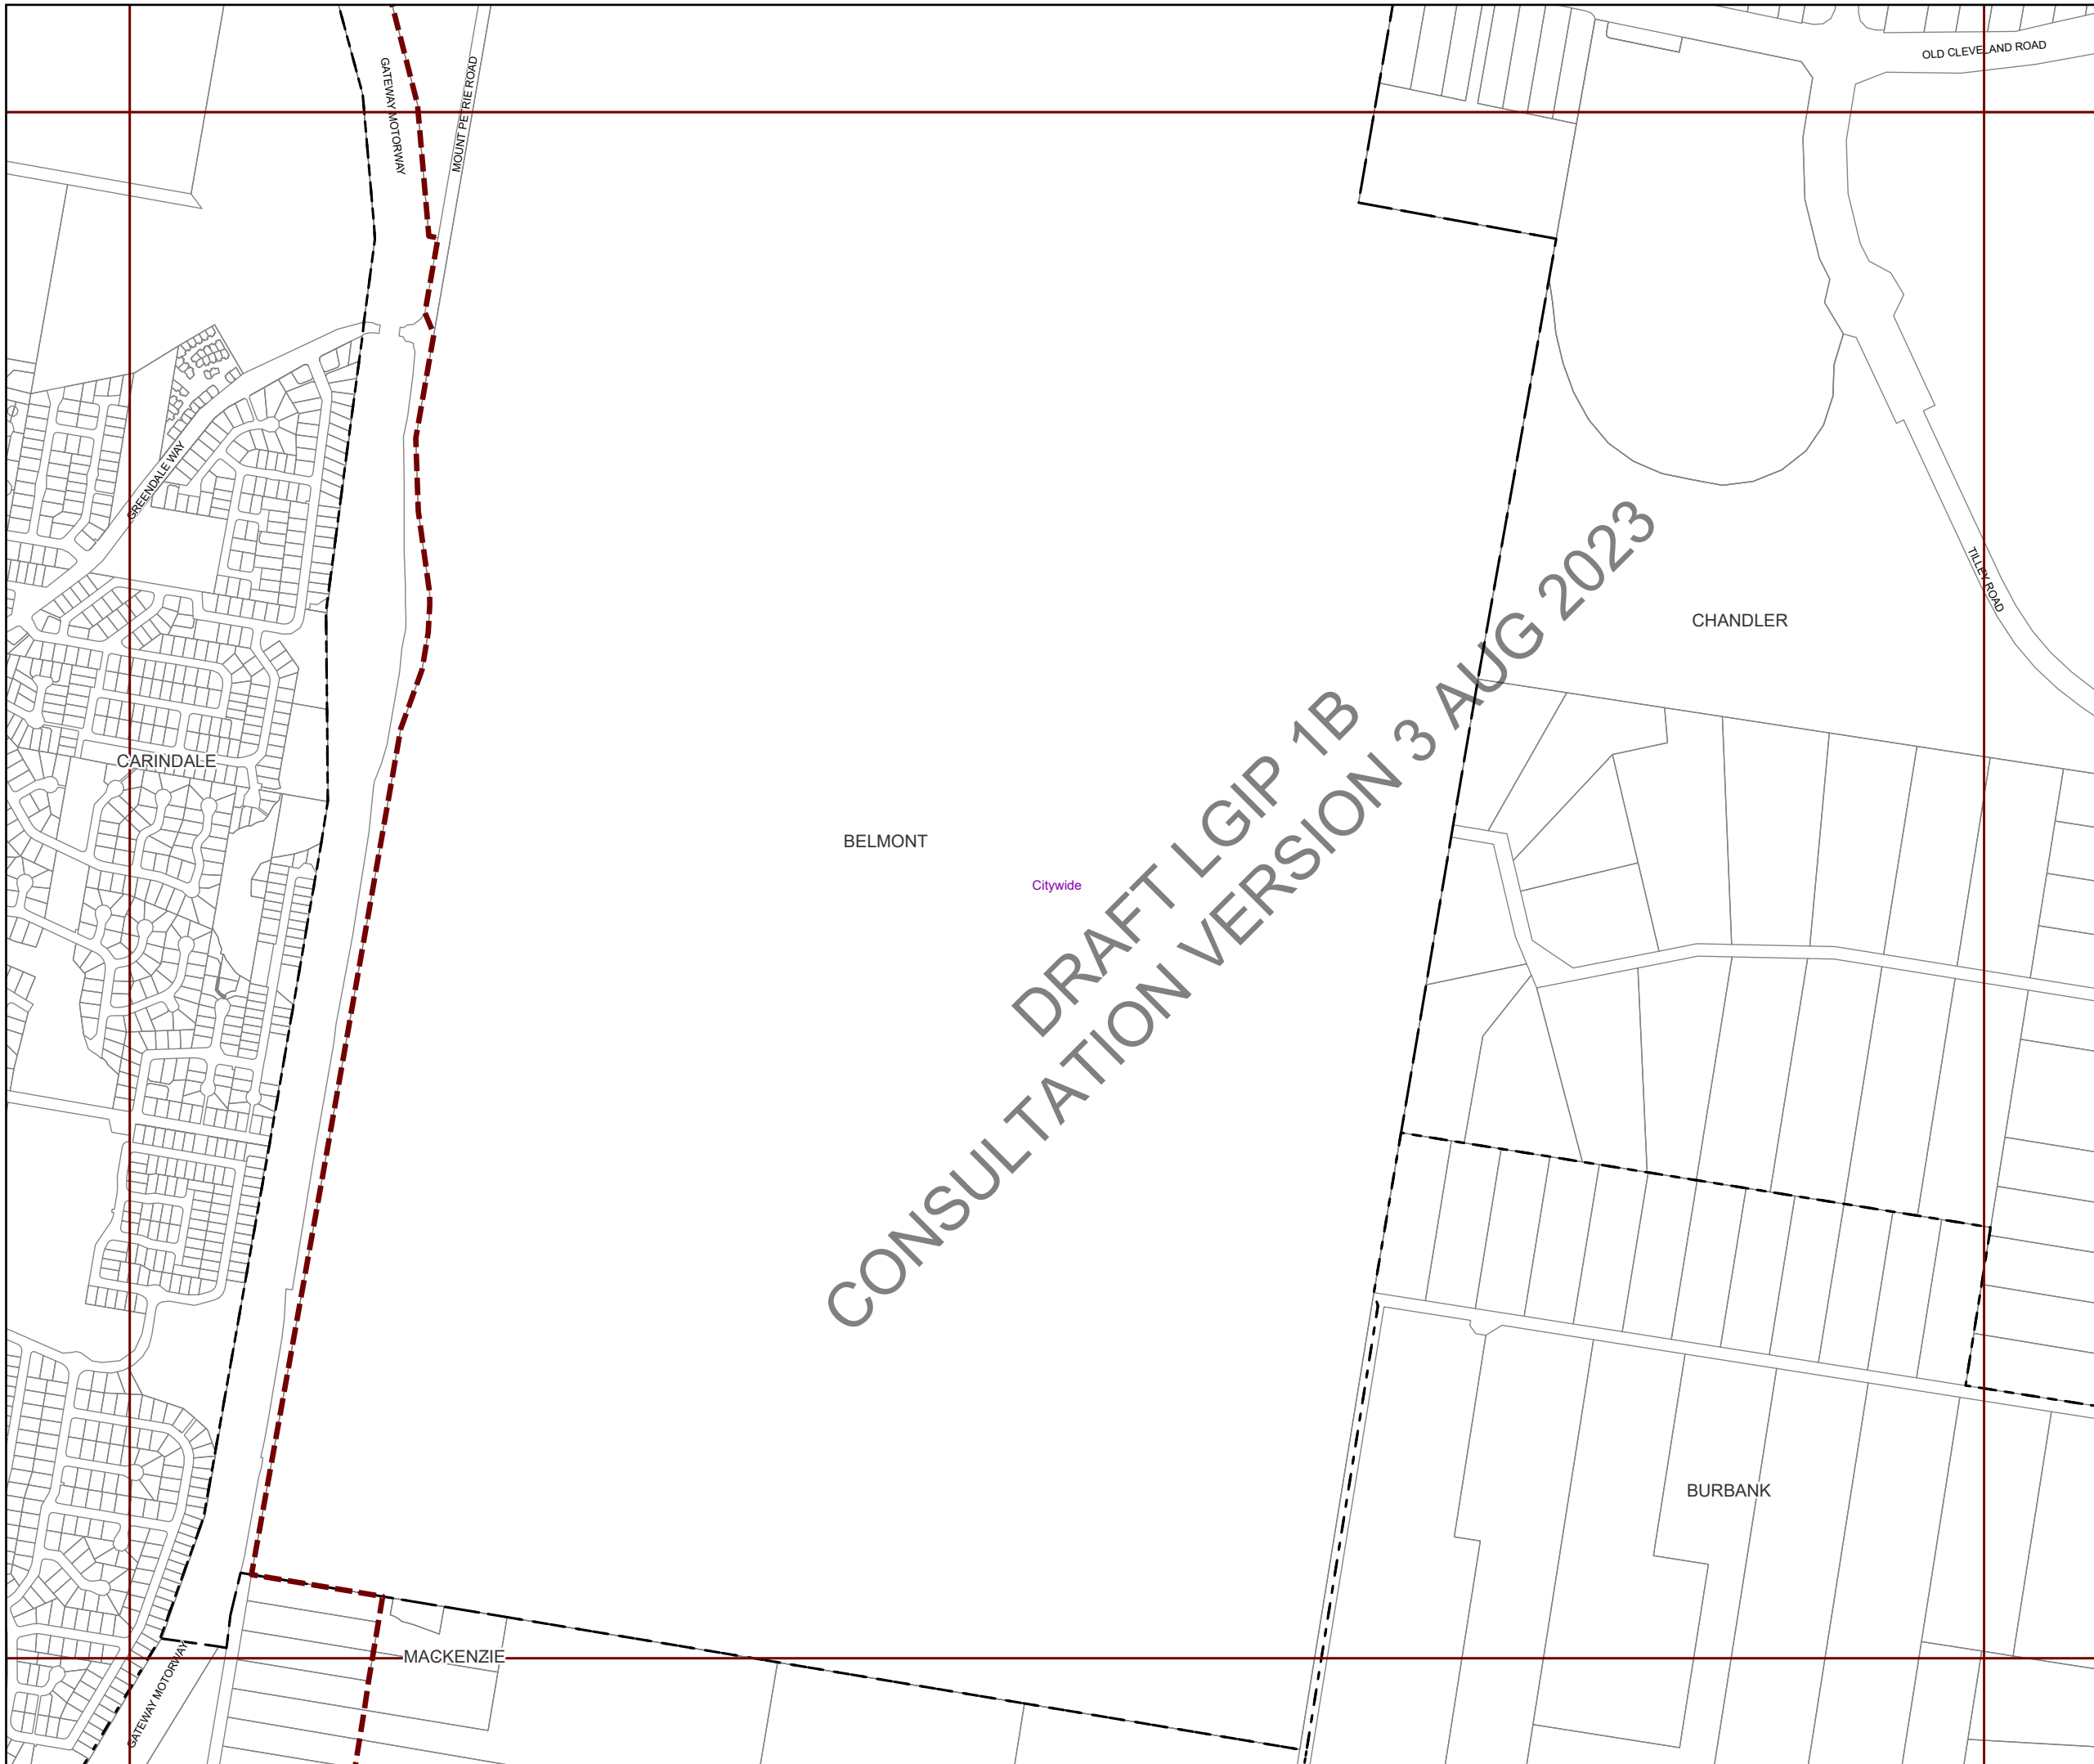 OLD CLEVELAND ROAD
GATEWAY MOTORWAY
MOUNT PETRIE ROAD
GREENDALE WAY
TILLEY ROAD
CHANDLER
CARINDALE
BELMONT
Citywide
DRAFT LGIP 1B
CONSULTATION VERSION 3 AUG 2023
BURBANK
MACKENZIE
GATEWAY MOTORWAY